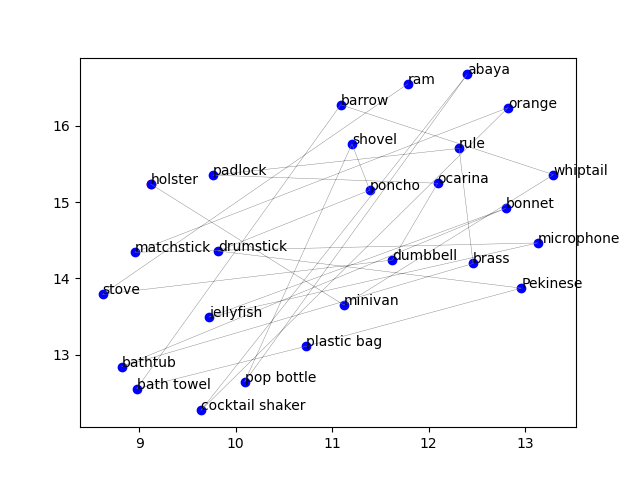 abaya
ram
barrow
orange
16
shovel
rule
padlock
whiptail
holster
ocarina
poncho
15
bonnet
microphone
matchstick
drumstick
dumbbell
brass
14
Pekinese
stove
minivan
jellyfish
plastic bag
13
bathtub
pop bottle
bath towel
cocktail shaker
9 10 11 12 13